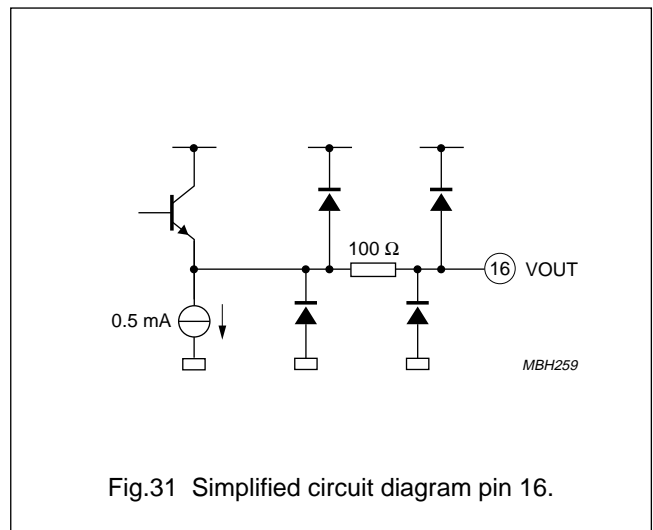 100 Ω
16 VOUT
0.5 mA
MBH259
Fig.31 Simplified circuit diagram pin 16.